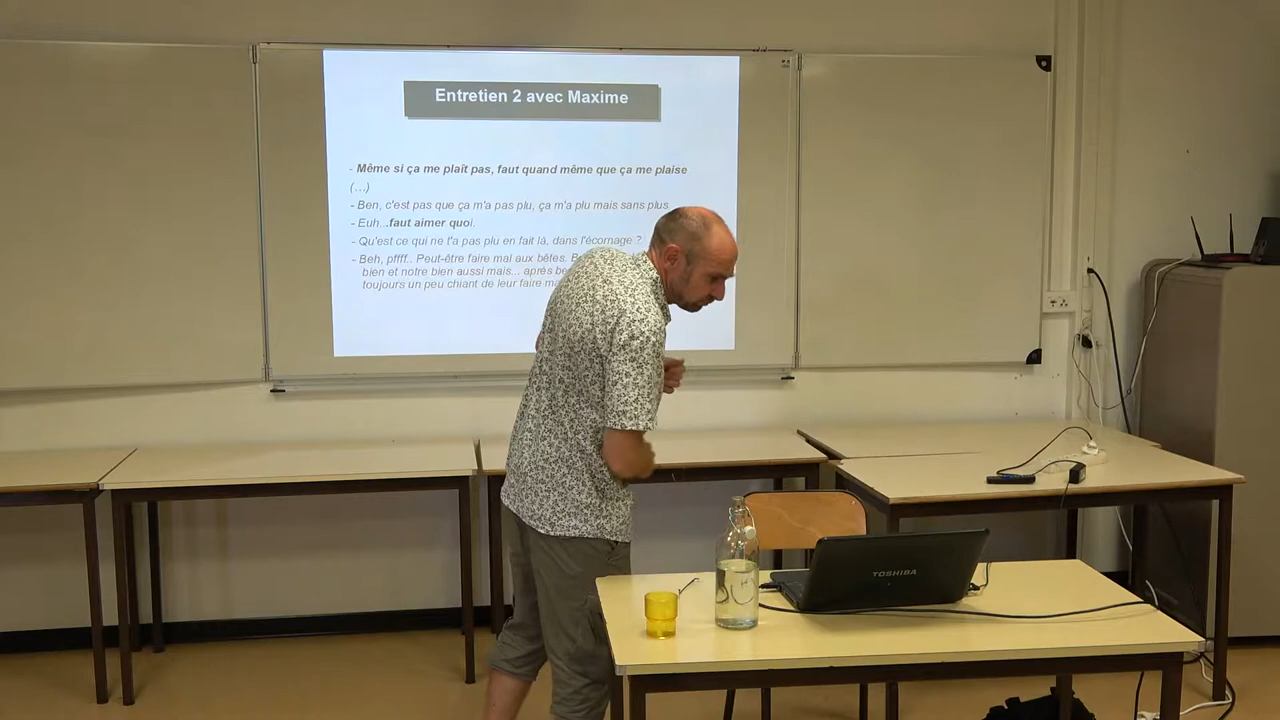 Entretien 2 avec Maxime
- Même si ça me plaît pas, faut quand même que ça me plaise
(...)
- Ben, c'est pas que ça m'a pas plu, ça m'a plu mais sans plus.
- Euh...faut aimer quoi.
- Qu'est ce qui ne t'a pas plu en fait là, dans l'écornage ?
- Beh, pffff.. Peut-être faire mal aux bêtes.
bien et notre bien aussi mais... après
toujours un peu chiant de leur faire
TOSHIBA